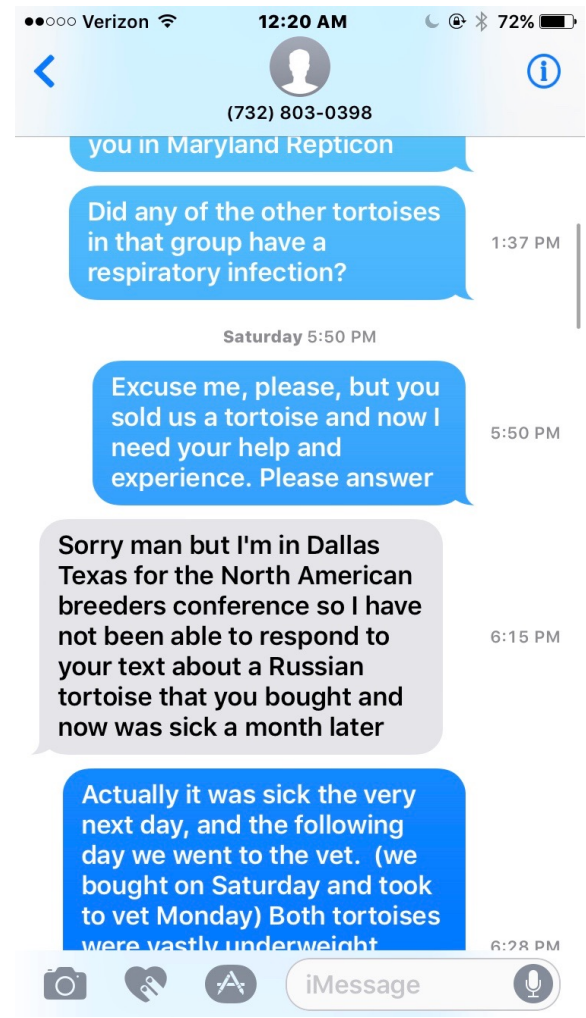 Verizon 12:20 AM 72%
(732) 803-0398
you in Maryland Repticon
Did any of the other tortoises
in that group have a
respiratory infection?
1:37 PM
Saturday 5:50 PM
Excuse me, please, but you
sold us a tortoise and now I
need your help and
experience. Please answer
5:50 PM
Sorry man but I'm in Dallas
Texas for the North American
breeders conference so I have
not been able to respond to
your text about a Russian
tortoise that you bought and
now was sick a month later
6:15 PM
Actually it was sick the very
next day, and the following
day we went to the vet.  (we
bought on Saturday and took
to vet Monday) Both tortoises
were vastly underweight
6:28 PM
iMessage